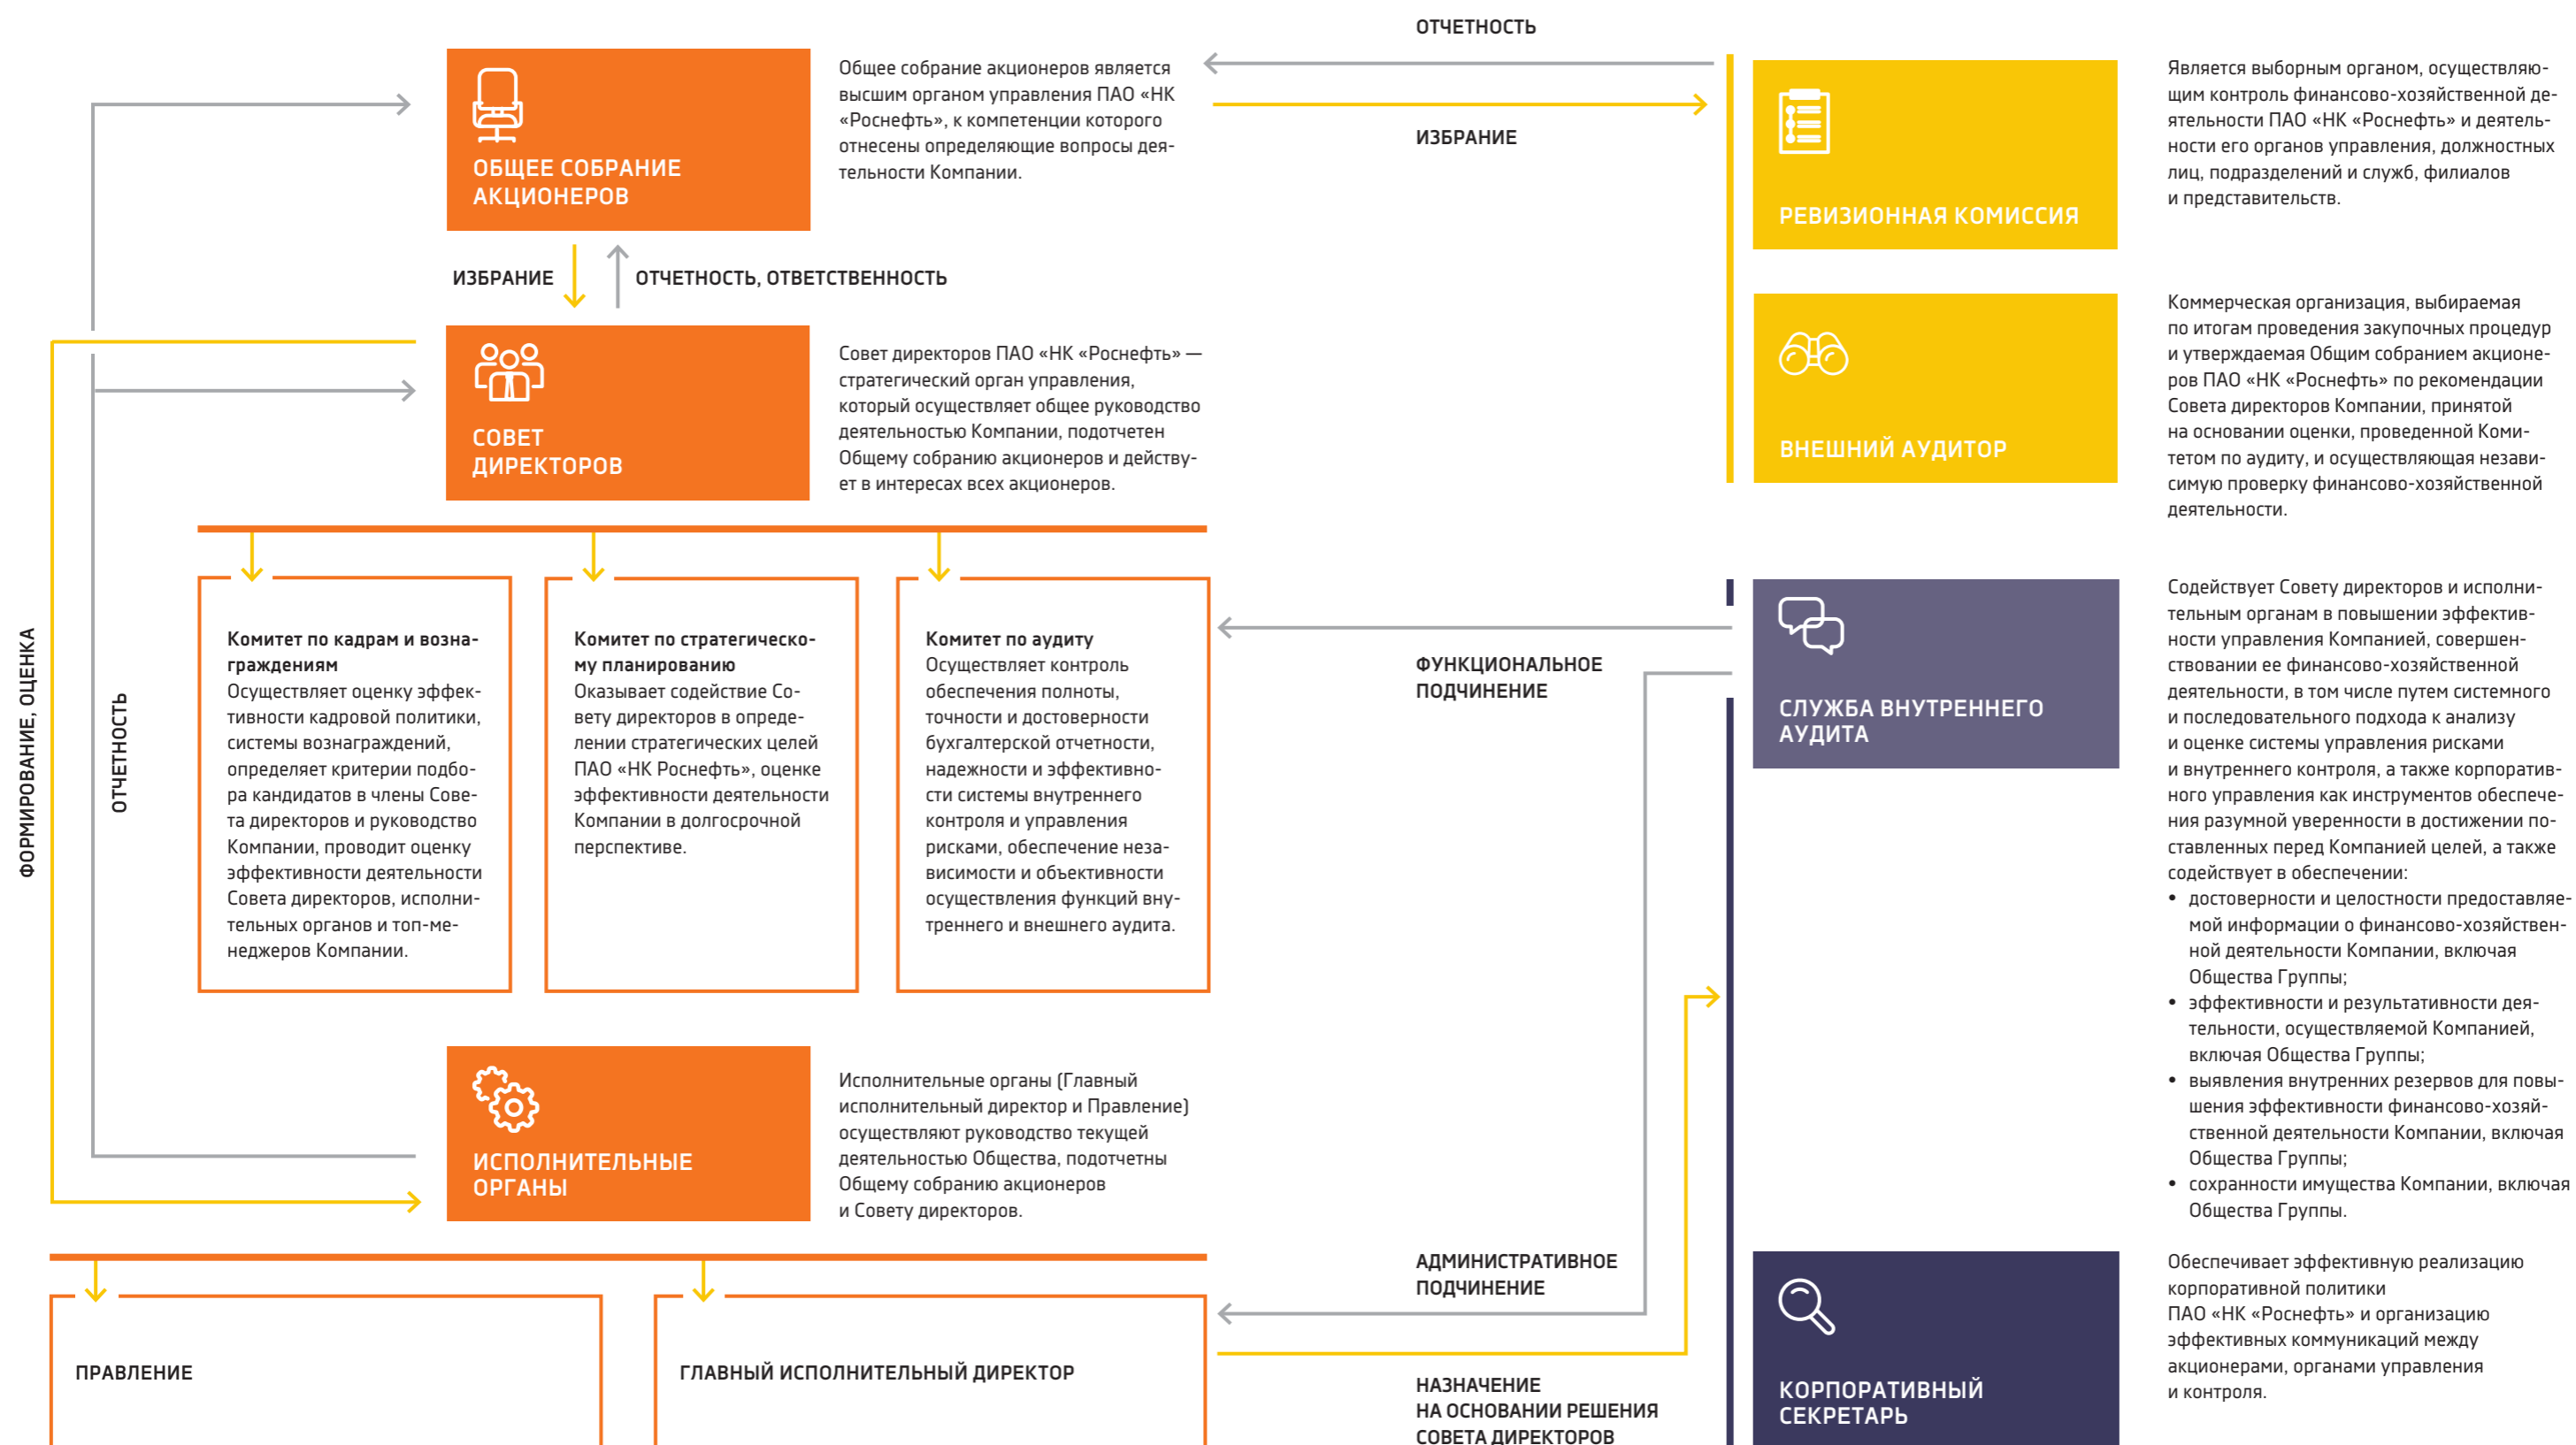 ОТЧЕТНОСТЬ
ОБЩЕЕ СОБРАНИЕ
АКЦИОНЕРОВ
Общее собрание акционеров является
высшим органом управления ПАО «НК
«Роснефть», к компетенции которого
отнесены определяющие вопросы дея-
тельности Компании.
ИЗБРАНИЕ
РЕВИЗИОННАЯ КОМИССИЯ
Является выборным органом, осуществляю-
щим контроль финансово-хозяйственной де-
ятельности ПАО «НК «Роснефть» и деятель-
ности его органов управления, должностных
лиц, подразделений и служб, филиалов
и представительств.
ИЗБРАНИЕ
ОТЧЕТНОСТЬ, ОТВЕТСТВЕННОСТЬ
СОВЕТ
ДИРЕКТОРОВ
Совет директоров ПАО «НК «Роснефть» —
стратегический орган управления,
который осуществляет общее руководство
деятельностью Компании, подотчетен
Общему собранию акционеров и действу-
ет в интересах всех акционеров.
ВНЕШНИЙ АУДИТОР
Коммерческая организация, выбираемая
по итогам проведения закупочных процедур
и утверждаемая Общим собранием акционе-
ров ПАО «НК «Роснефть» по рекомендации
Совета директоров Компании, принятой
на основании оценки, проведенной Коми-
тетом по аудиту, и осуществляющая незави-
симую проверку финансово-хозяйственной
деятельности.
ФОРМИРОВАНИЕ, ОЦЕНКА
ОТЧЕТНОСТЬ
Комитет по кадрам и возна-
граждениям
Осуществляет оценку эффек-
тивности кадровой политики,
системы вознаграждений,
определяет критерии подбо-
ра кандидатов в члены Сове-
та директоров и руководство
Компании, проводит оценку
эффективности деятельности
Совета директоров, исполни-
тельных органов и топ-ме-
неджеров Компании.
Комитет по стратегическо-
му планированию
Оказывает содействие Со-
вету директоров в опреде-
лении стратегических целей
ПАО «НК Роснефть», оценке
эффективности деятельности
Компании в долгосрочной
перспективе.
Комитет по аудиту
Осуществляет контроль
обеспечения полноты,
точности и достоверности
бухгалтерской отчетности,
надежности и эффективно-
сти системы внутреннего
контроля и управления
рисками, обеспечение неза-
висимости и объективности
осуществления функций вну-
треннего и внешнего аудита.
ФУНКЦИОНАЛЬНОЕ
ПОДЧИНЕНИЕ
СЛУЖБА ВНУТРЕННЕГО
АУДИТА
Содействует Совету директоров и исполни-
тельным органам в повышении эффектив-
ности управления Компанией, совершен-
ствовании ее финансово-хозяйственной
деятельности, в том числе путем системного
и последовательного подхода к анализу
и оценке системы управления рисками
и внутреннего контроля, а также корпоратив-
ного управления как инструментов обеспече-
ния разумной уверенности в достижении по-
ставленных перед Компанией целей, а также
содействует в обеспечении:
• достоверности и целостности предоставляе-
мой информации о финансово-хозяйствен-
ной деятельности Компании, включая
Общества Группы;
• эффективности и результативности дея-
тельности, осуществляемой Компанией,
включая Общества Группы;
• выявления внутренних резервов для повы-
шения эффективности финансово-хозяй-
ственной деятельности Компании, включая
Общества Группы;
• сохранности имущества Компании, включая
Общества Группы.
ИСПОЛНИТЕЛЬНЫЕ
ОРГАНЫ
Исполнительные органы (Главный
исполнительный директор и Правление)
осуществляют руководство текущей
деятельностью Общества, подотчетны
Общему собранию акционеров
и Совету директоров.
АДМИНИСТРАТИВНОЕ
ПОДЧИНЕНИЕ
ПРАВЛЕНИЕ
ГЛАВНЫЙ ИСПОЛНИТЕЛЬНЫЙ ДИРЕКТОР
НАЗНАЧЕНИЕ
НА ОСНОВАНИИ РЕШЕНИЯ
СОВЕТА ДИРЕКТОРОВ
КОРПОРАТИВНЫЙ
СЕКРЕТАРЬ
Обеспечивает эффективную реализацию
корпоративной политики
ПАО «НК «Роснефть» и организацию
эффективных коммуникаций между
акционерами, органами управления
и контроля.